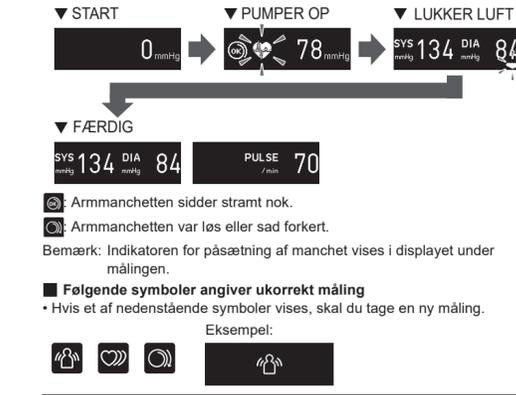 ▼ START ▼ PUMPER OP ▼ LUKKER LUFT
0 mmHg OK 78 mmHg SYS mmHg 134 DIA mmHg 84
▼ FÆRDIG
SYS mmHg 134 DIA mmHg 84 PULSE /min 70
OK: Armmanchetten sidder stramt nok.
: Armmanchetten var løs eller sad forkert.
Bemærk: Indikatoren for påsætning af manchet vises i displayet under
målingen.
■ Følgende symboler angiver ukorrekt måling
• Hvis et af nedenstående symboler vises, skal du tage en ny måling.
Eksempel: